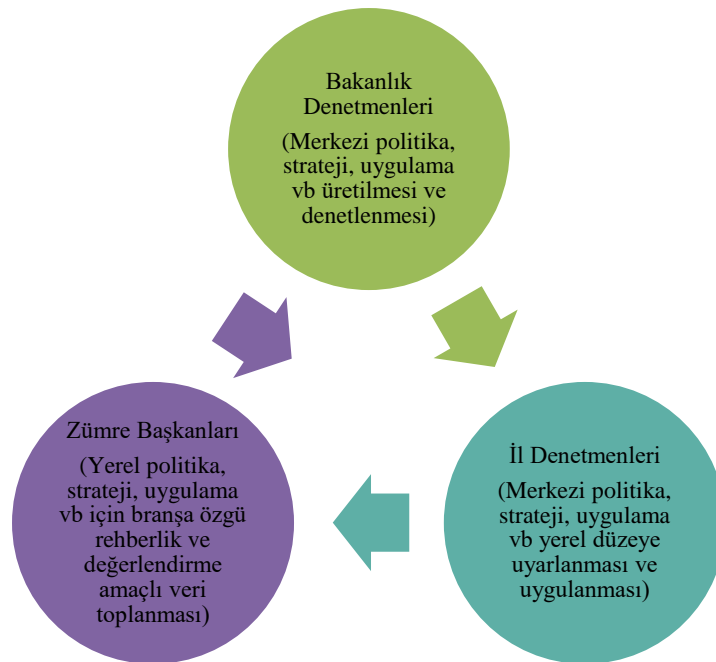 Bakanlık
Denetmenleri
(Merkezi politika,
strateji, uygulama
vb üretilmesi ve
denetlenmesi)
Zümre Başkanları
(Yerel politika,
strateji, uygulama
vb için branşa özgü
rehberlik ve
değerlendirme
amaçlı veri
toplanması)
İl Denetmenleri
(Merkezi politika,
strateji, uygulama
vb yerel düzeye
uyarlanması ve
uygulanması)